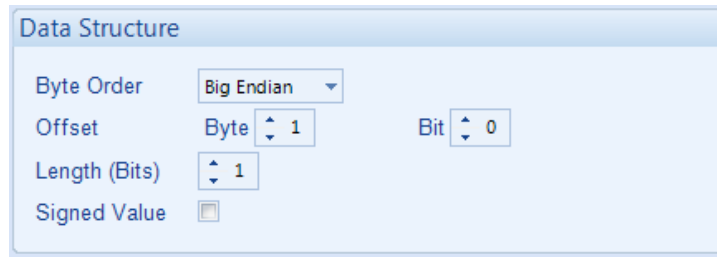 Data Structure
Byte Order Big Endian
Offset Byte 1 Bit 0
Length (Bits) 1
Signed Value